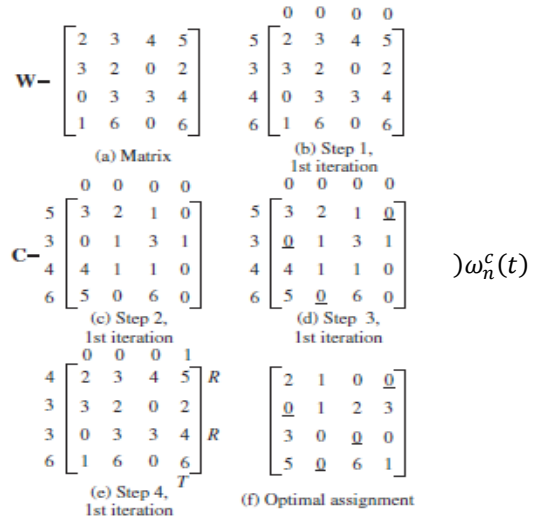 0 0 0 0
W– 2 3 4 5
3 2 0 2
0 3 3 4
1 6 0 6
(a) Matrix
5 2 3 4 5
3 3 2 0 2
4 0 3 3 4
6 1 6 0 6
(b) Step 1,
1st iteration
0 0 0 0
5 3 2 1 0
C– 3 0 1 3 1
4 4 1 1 0
6 5 0 6 0
(c) Step 2,
1st iteration
0 0 0 0
5 3 2 1 0
3 0 1 3 1
4 4 1 1 0
6 5 0 6 0
(d) Step 3,
1st iteration
)ω_n^c(t)
0 0 0 1
4 2 3 4 5 R
3 3 2 0 2
3 0 3 3 4 R
6 1 6 0 6
T
(e) Step 4,
1st iteration
2 1 0 0
0 1 2 3
3 0 0 0
5 0 6 1
(f) Optimal assignment